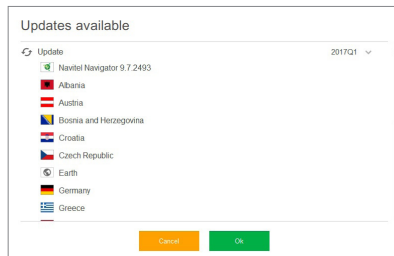 Updates available
Update 2017Q1
Navitel Navigator 9.7.2493
Albania
Austria
Bosnia and Herzegovina
Croatia
Czech Republic
Earth
Germany
Greece
Cancel Ok